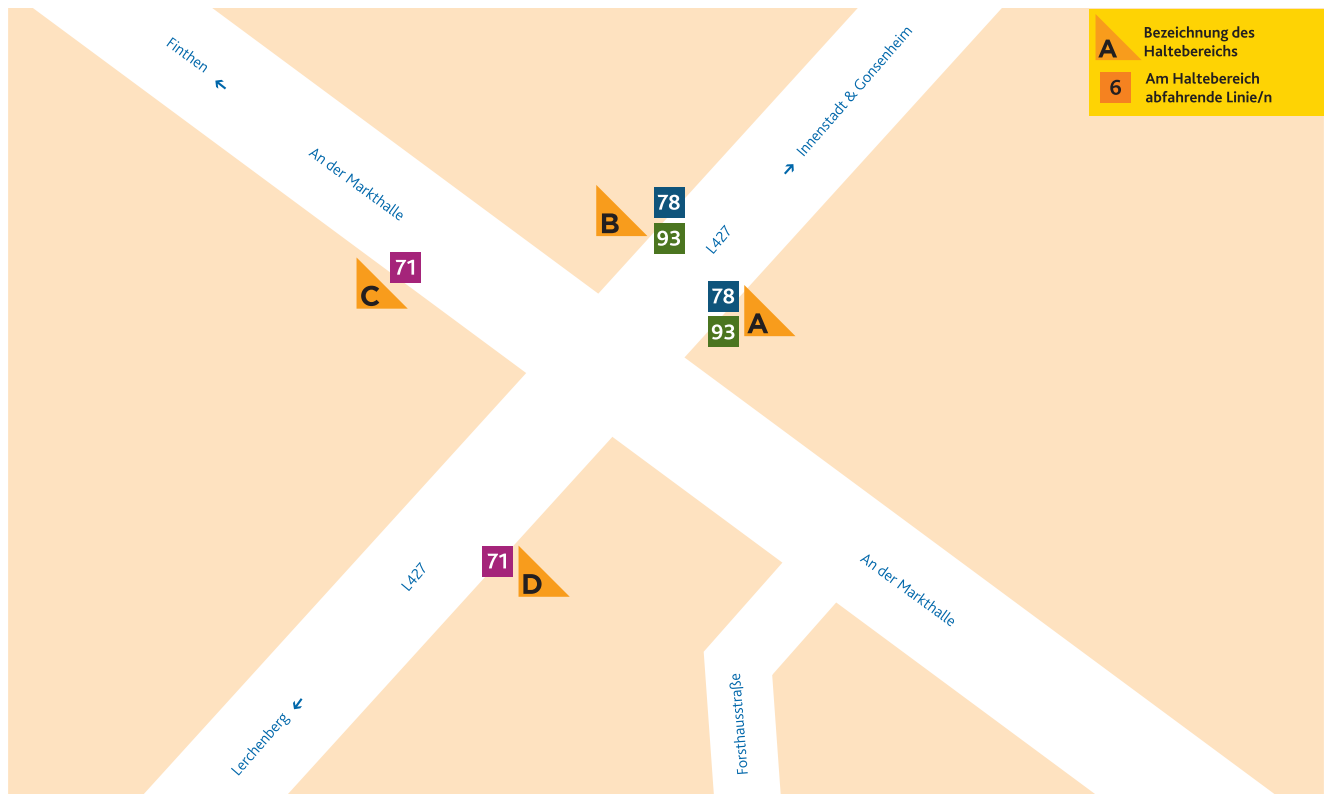 Finthen
An der Markthalle
Innenstadt & Gonsenheim
A
Bezeichnung des
Haltebereichs
6
Am Haltebereich
abfahrende Linie/n
B
78
93
L427
C
71
78
93
A
71
D
L427
An der Markthalle
Lerchenberg
Forsthausstraße